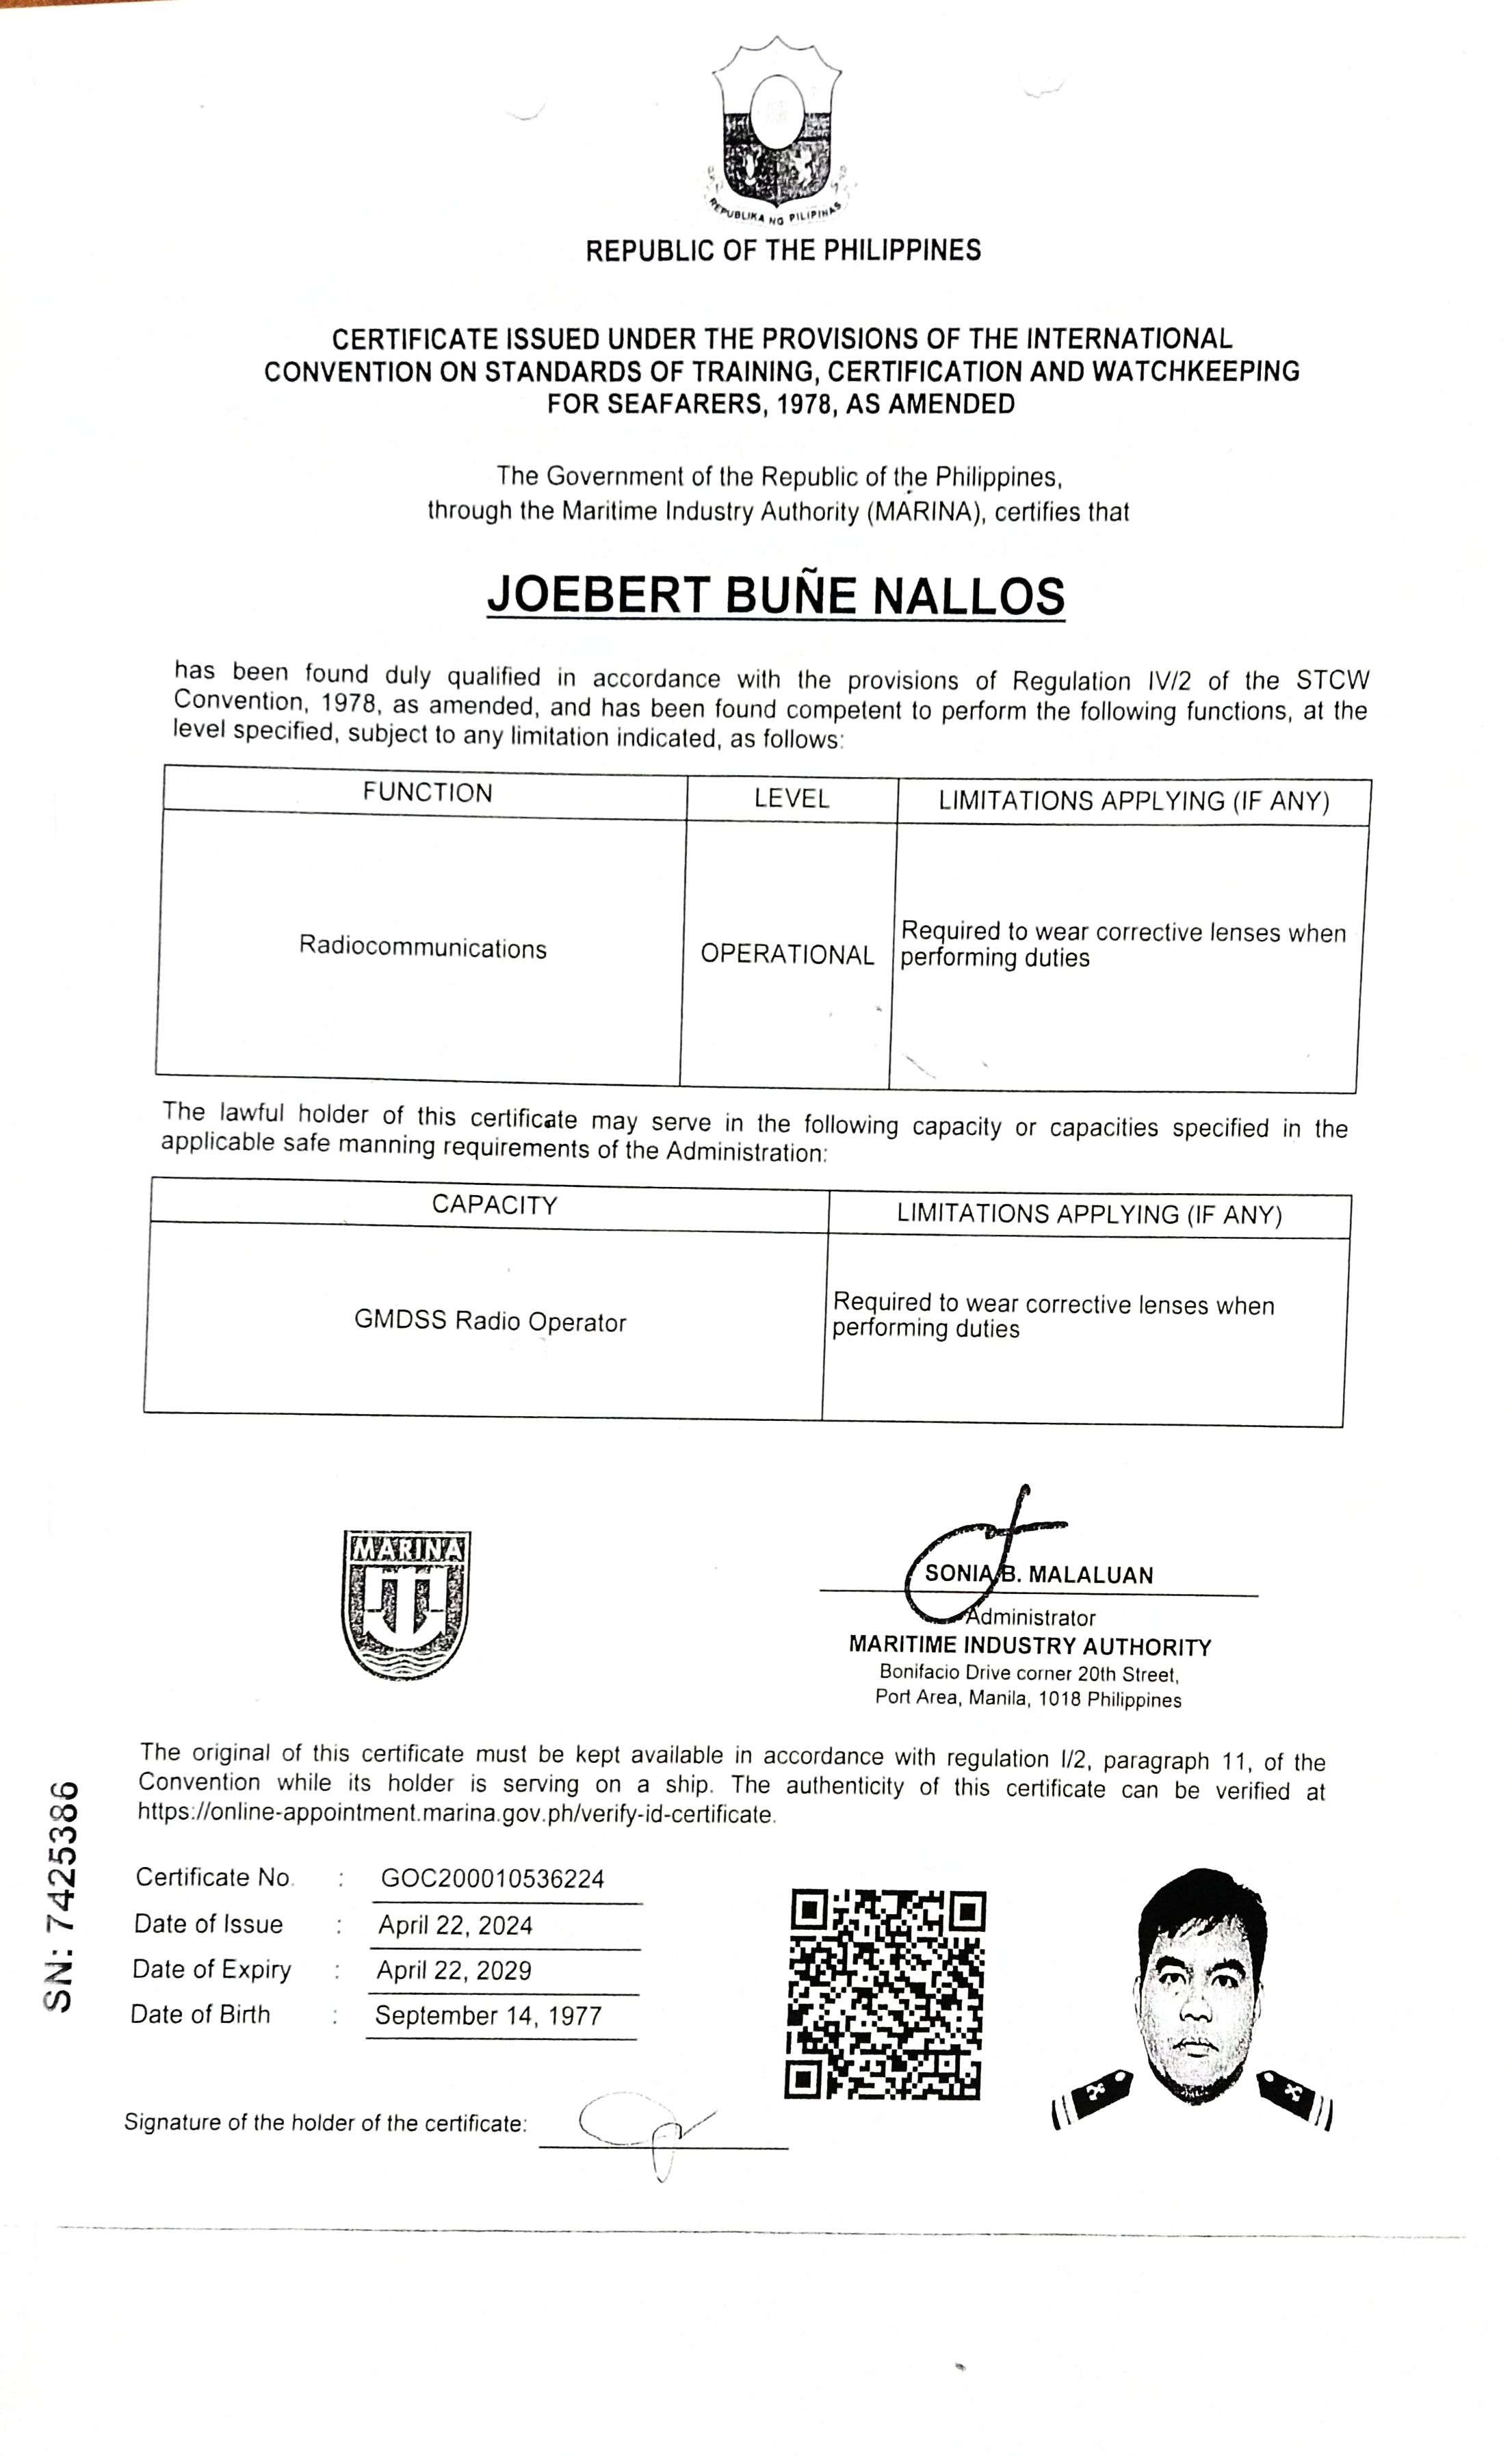 REPUBLIKA NG PILIPINAS
REPUBLIC OF THE PHILIPPINES
CERTIFICATE ISSUED UNDER THE PROVISIONS OF THE INTERNATIONAL
CONVENTION ON STANDARDS OF TRAINING, CERTIFICATION AND WATCHKEEPING
FOR SEAFARERS, 1978, AS AMENDED
The Government of the Republic of the Philippines,
through the Maritime Industry Authority (MARINA), certifies that
JOEBERT BUÑE NALLOS
has been found duly qualified in accordance with the provisions of Regulation IV/2 of the STCW
Convention, 1978, as amended, and has been found competent to perform the following functions, at the
level specified, subject to any limitation indicated, as follows:
FUNCTION LEVEL LIMITATIONS APPLYING (IF ANY)
Radiocommunications OPERATIONAL Required to wear corrective lenses when
performing duties
The lawful holder of this certificate may serve in the following capacity or capacities specified in the
applicable safe manning requirements of the Administration:
CAPACITY LIMITATIONS APPLYING (IF ANY)
GMDSS Radio Operator Required to wear corrective lenses when
performing duties
MARINA
SONIA B. MALALUAN
Administrator
MARITIME INDUSTRY AUTHORITY
Bonifacio Drive corner 20th Street,
Port Area, Manila, 1018 Philippines
The original of this certificate must be kept available in accordance with regulation I/2, paragraph 11, of the
Convention while its holder is serving on a ship. The authenticity of this certificate can be verified at
https://online-appointment.marina.gov.ph/verify-id-certificate.
SN: 7425386
Certificate No. : GOC200010536224
Date of Issue : April 22, 2024
Date of Expiry : April 22, 2029
Date of Birth : September 14, 1977
Signature of the holder of the certificate: